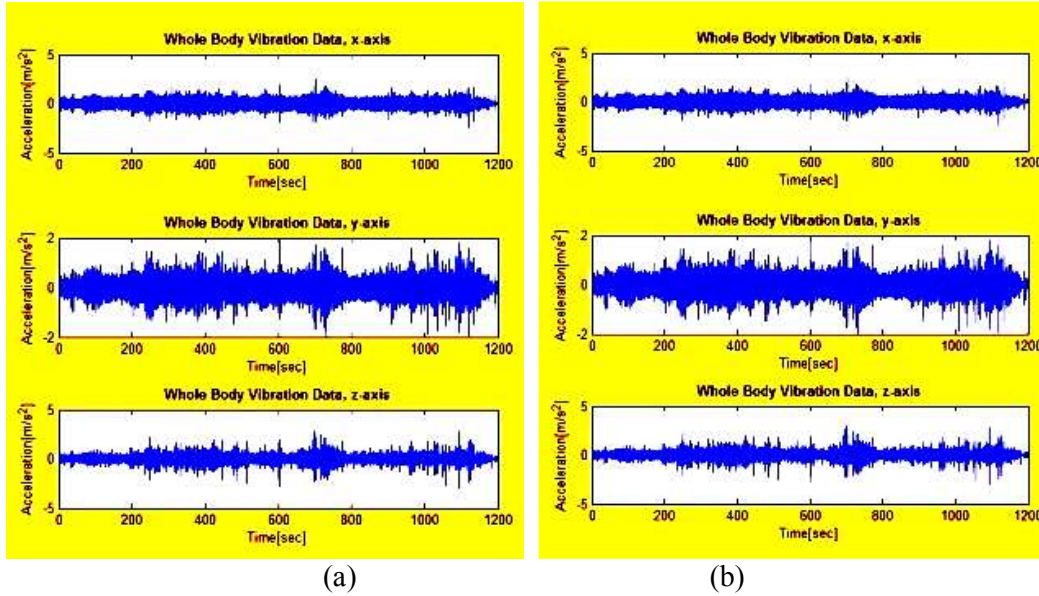 Whole Body Vibration Data, x-axis
5
0
-5
Acceleration[m/s²]
0 200 400 600 800 1000 1200
Time[sec]
Whole Body Vibration Data, y-axis
2
0
-2
Acceleration[m/s²]
0 200 400 600 800 1000 1200
Time[sec]
Whole Body Vibration Data, z-axis
5
0
-5
Acceleration[m/s²]
0 200 400 600 800 1000 1200
Time[sec]
(a)
Whole Body Vibration Data, x-axis
5
0
-5
Acceleration[m/s²]
0 200 400 600 800 1000 1200
Time[sec]
Whole Body Vibration Data, y-axis
2
0
-2
Acceleration[m/s²]
0 200 400 600 800 1000 1200
Time[sec]
Whole Body Vibration Data, z-axis
5
0
-5
Acceleration[m/s²]
0 200 400 600 800 1000 1200
Time[sec]
(b)